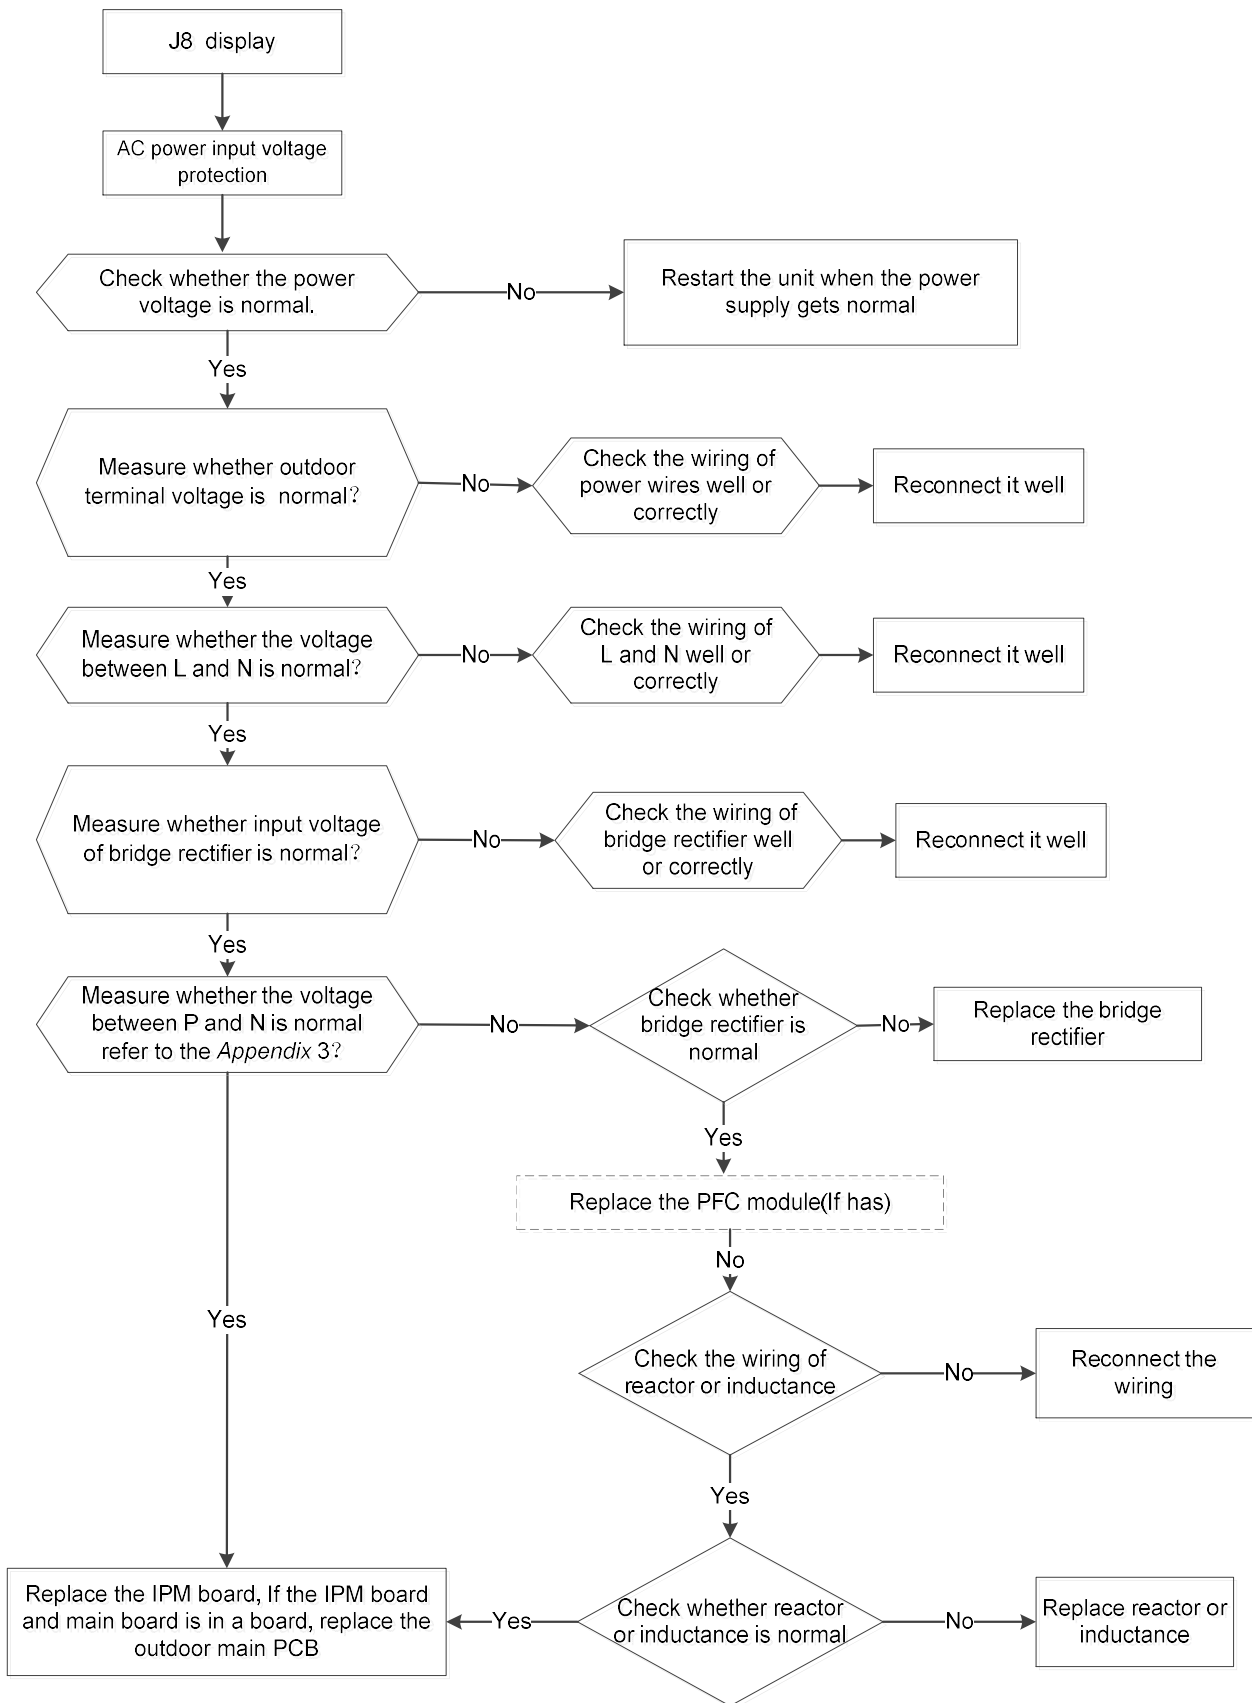 J8 display
AC power input voltage
protection
Check whether the power
voltage is normal.
No
Restart the unit when the power
supply gets normal
Yes
Measure whether outdoor
terminal voltage is normal?
No
Check the wiring of
power wires well or
correctly
Reconnect it well
Yes
Measure whether the voltage
between L and N is normal?
No
Check the wiring of
L and N well or
correctly
Reconnect it well
Yes
Measure whether input voltage
of bridge rectifier is normal?
No
Check the wiring of
bridge rectifier well
or correctly
Reconnect it well
Yes
Measure whether the voltage
between P and N is normal
refer to the Appendix 3?
No
Check whether
bridge rectifier is
normal
No
Replace the bridge
rectifier
Yes
Replace the PFC module(If has)
No
Yes
Check the wiring of
reactor or inductance
No
Reconnect the
wiring
Yes
Replace the IPM board, If the IPM board
and main board is in a board, replace the
outdoor main PCB
Yes
Check whether reactor
or inductance is normal
No
Replace reactor or
inductance